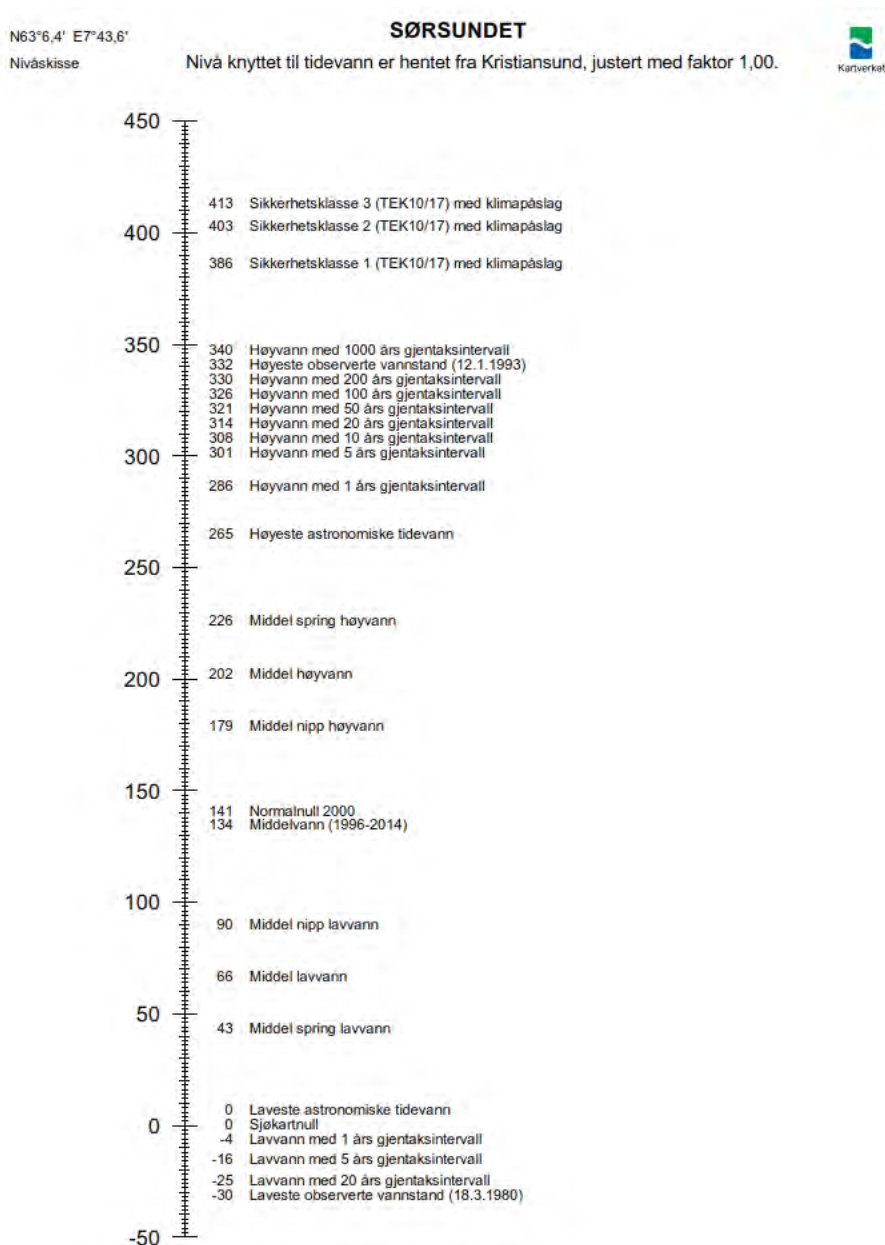 SØRSUNDET
N63°6,4' E7°43,6'
Nivåskisse
Nivå knyttet til tidevann er hentet fra Kristiansund, justert med faktor 1,00.
Kartverket
450
413 Sikkerhetsklasse 3 (TEK10/17) med klimapåslag
403 Sikkerhetsklasse 2 (TEK10/17) med klimapåslag
400
386 Sikkerhetsklasse 1 (TEK10/17) med klimapåslag
350
340 Høyvann med 1000 års gjentaksintervall
332 Høyeste observerte vannstand (12.1.1993)
330 Høyvann med 200 års gjentaksintervall
326 Høyvann med 100 års gjentaksintervall
321 Høyvann med 50 års gjentaksintervall
314 Høyvann med 20 års gjentaksintervall
308 Høyvann med 10 års gjentaksintervall
301 Høyvann med 5 års gjentaksintervall
300
286 Høyvann med 1 års gjentaksintervall
265 Høyeste astronomiske tidevann
250
226 Middel spring høyvann
202 Middel høyvann
200
179 Middel nipp høyvann
150
141 Normalnull 2000
134 Middelvann (1996-2014)
100
90 Middel nipp lavvann
66 Middel lavvann
50
43 Middel spring lavvann
0 Laveste astronomiske tidevann
0 Sjøkartnull
0
-4 Lavvann med 1 års gjentaksintervall
-16 Lavvann med 5 års gjentaksintervall
-25 Lavvann med 20 års gjentaksintervall
-30 Laveste observerte vannstand (18.3.1980)
-50